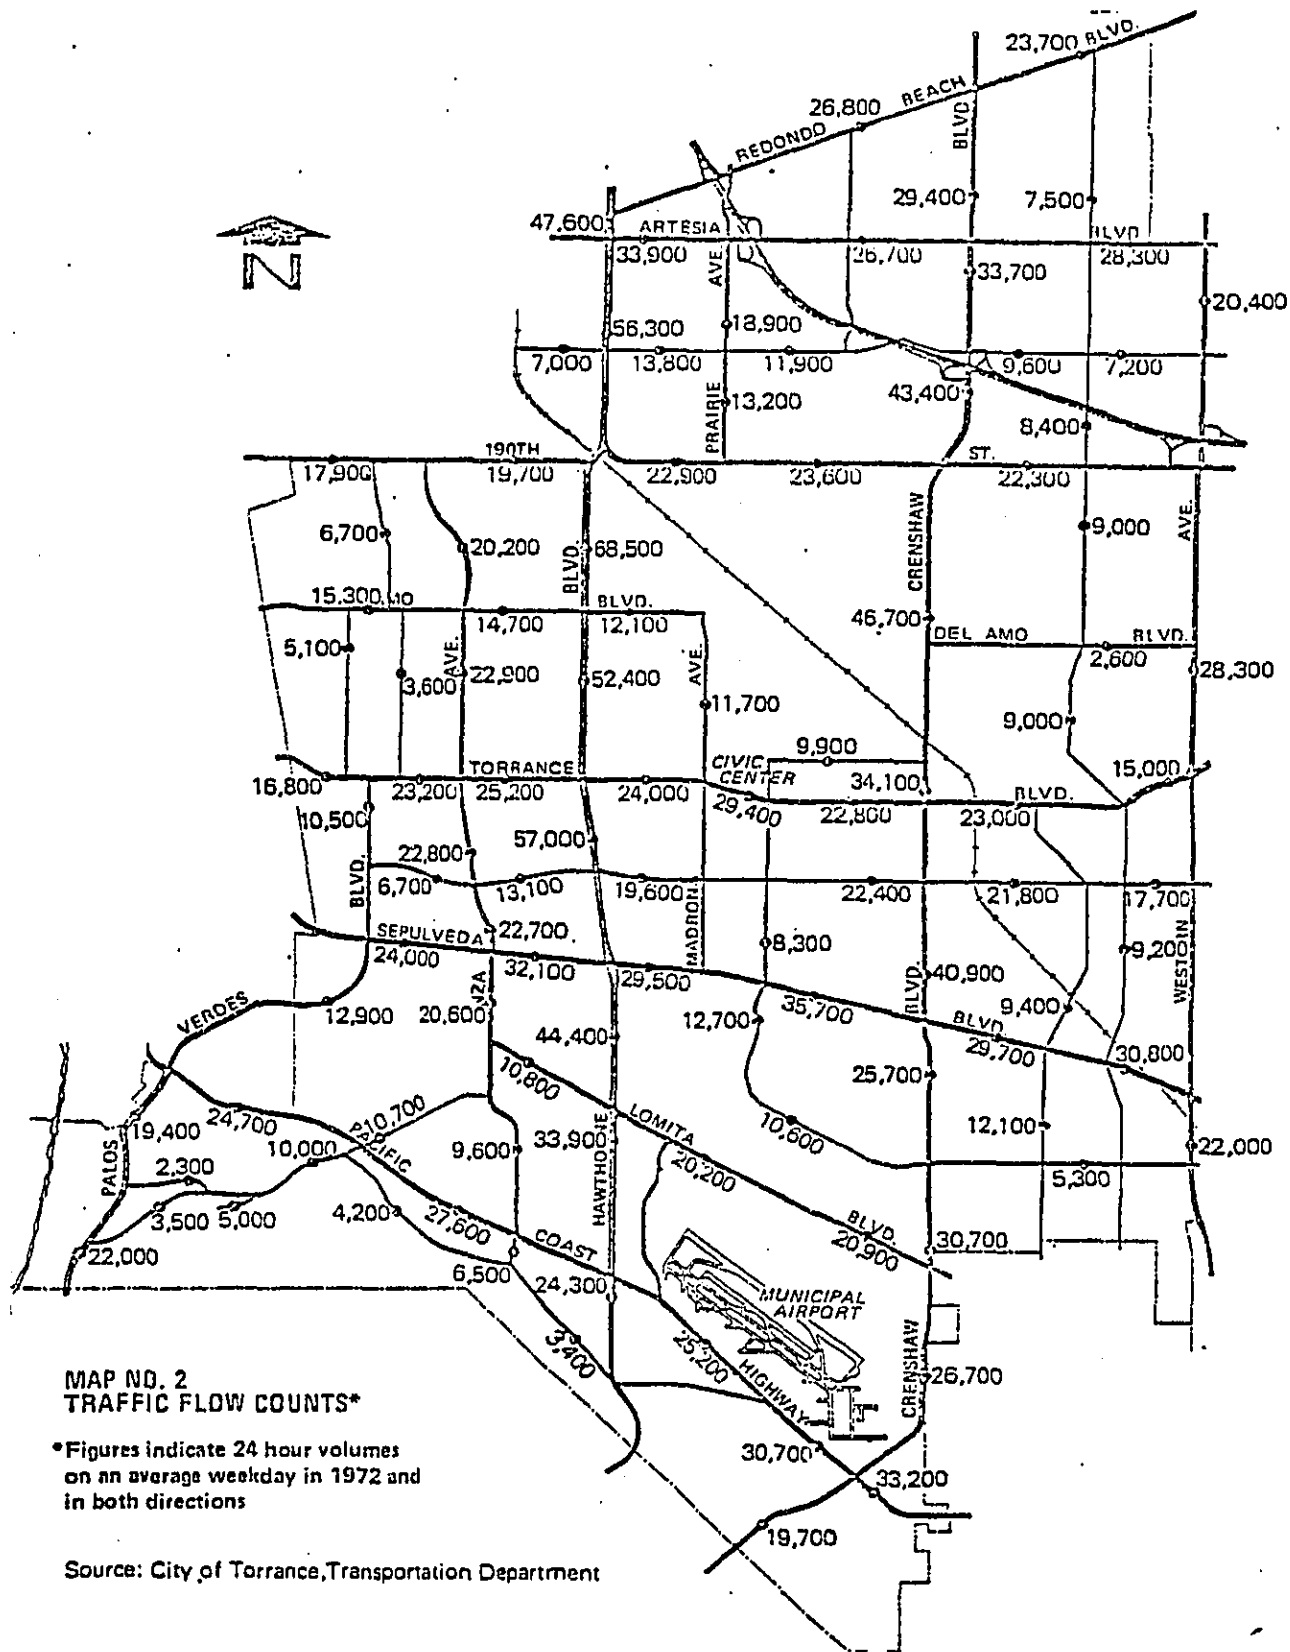 23,700 BLVD.
26,800
BEACH
REDONDO
BLVD
29,400
7,500
47,600
ARTESIA
BLVD
33,900
26,700
28,300
AVE.
33,700
20,400
56,300
18,900
7,000
13,800
11,900
9,600
7,200
43,400
PRAIRIE
13,200
8,400
190TH
ST.
17,900
19,700
22,900
23,600
22,300
N
6,700
20,200
BLVD.
68,500
CRENSHAW
9,000
AVE.
15,300
MO
BLVD.
14,700
12,100
46,700
DEL AMO
BLVD.
2,600
5,100
3,600
AVE.
22,900
52,400
AVE.
11,700
28,300
9,000
9,900
TORRANCE
CIVIC
CENTER
34,100
15,000
16,800
23,200
25,200
24,000
29,400
22,800
23,000
BLVD.
10,500
22,800
57,000
BLVD.
6,700
13,100
19,600
22,400
21,800
17,700
MADRON
SEPULVEDA
22,700
8,300
9,200
24,000
32,100
29,500
40,900
WESTERN
VERDES
12,900
20,600
NZA
12,700
35,700
BLVD.
9,400
BLVD.
29,700
44,400
30,800
10,800
25,700
24,700
10,700
LOMITA
19,400
PACIFIC
10,000
9,600
33,900
10,600
12,100
22,000
PALOS
2,300
20,200
5,300
HAWTHORNE
3,500
5,000
4,200
27,600
COAST
BLVD.
20,900
30,700
22,000
6,500
24,300
MUNICIPAL
AIRPORT
3,400
25,200
HIGHWAY
CRENSHAW
26,700
30,700
33,200
19,700
MAP NO. 2
TRAFFIC FLOW COUNTS*
*Figures indicate 24 hour volumes
on an average weekday in 1972 and
in both directions
Source: City of Torrance, Transportation Department